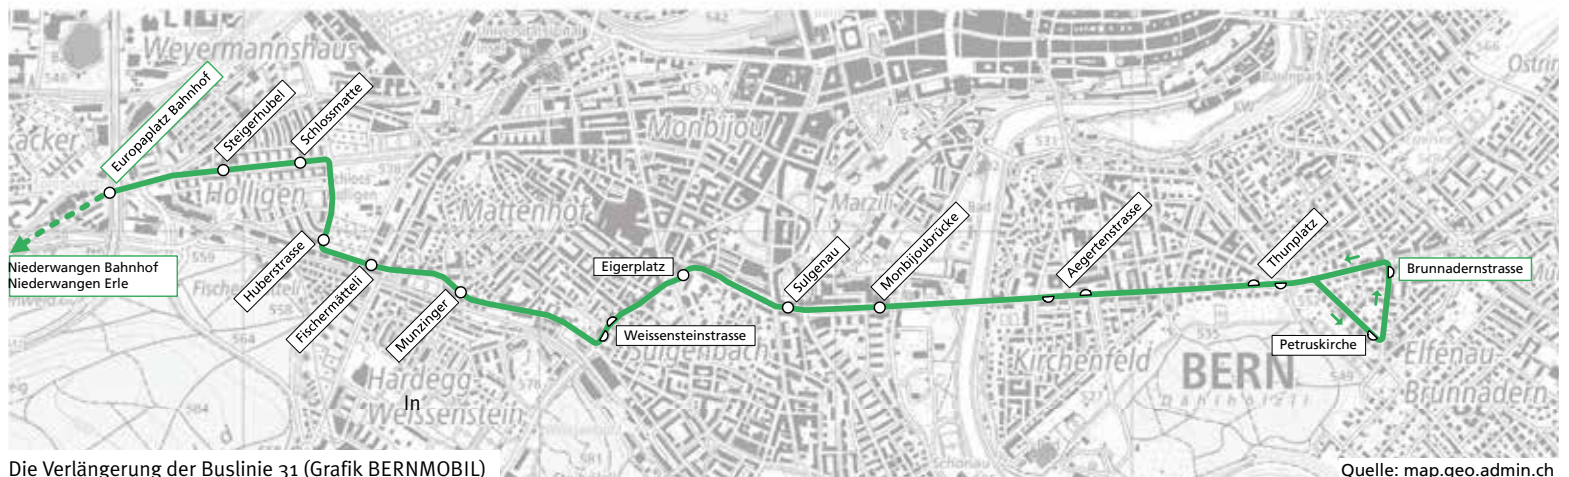 Weyermannshaus
Europaplatz Bahnhof
Steigerhubel
Schlossmatte
Holligen
Niederwangen Bahnhof
Niederwangen Erle
Huberstrasse
Fischermätteli
Munzinger
Mattenhof
Monbijou
Eigerplatz
Weissensteinstrasse
Sulgenbach
Sulgenau
Marzili
Monbijoubrücke
Aegertenstrasse
Thunplatz
Brunnadernstrasse
Petruskirche
Kirchenfeld
BERN
Dählhölzli
Elfenau
Brunnadern
Hardegg
In
Weissenstein
Die Verlängerung der Buslinie 31 (Grafik BERNMOBIL)
Quelle: map.geo.admin.ch